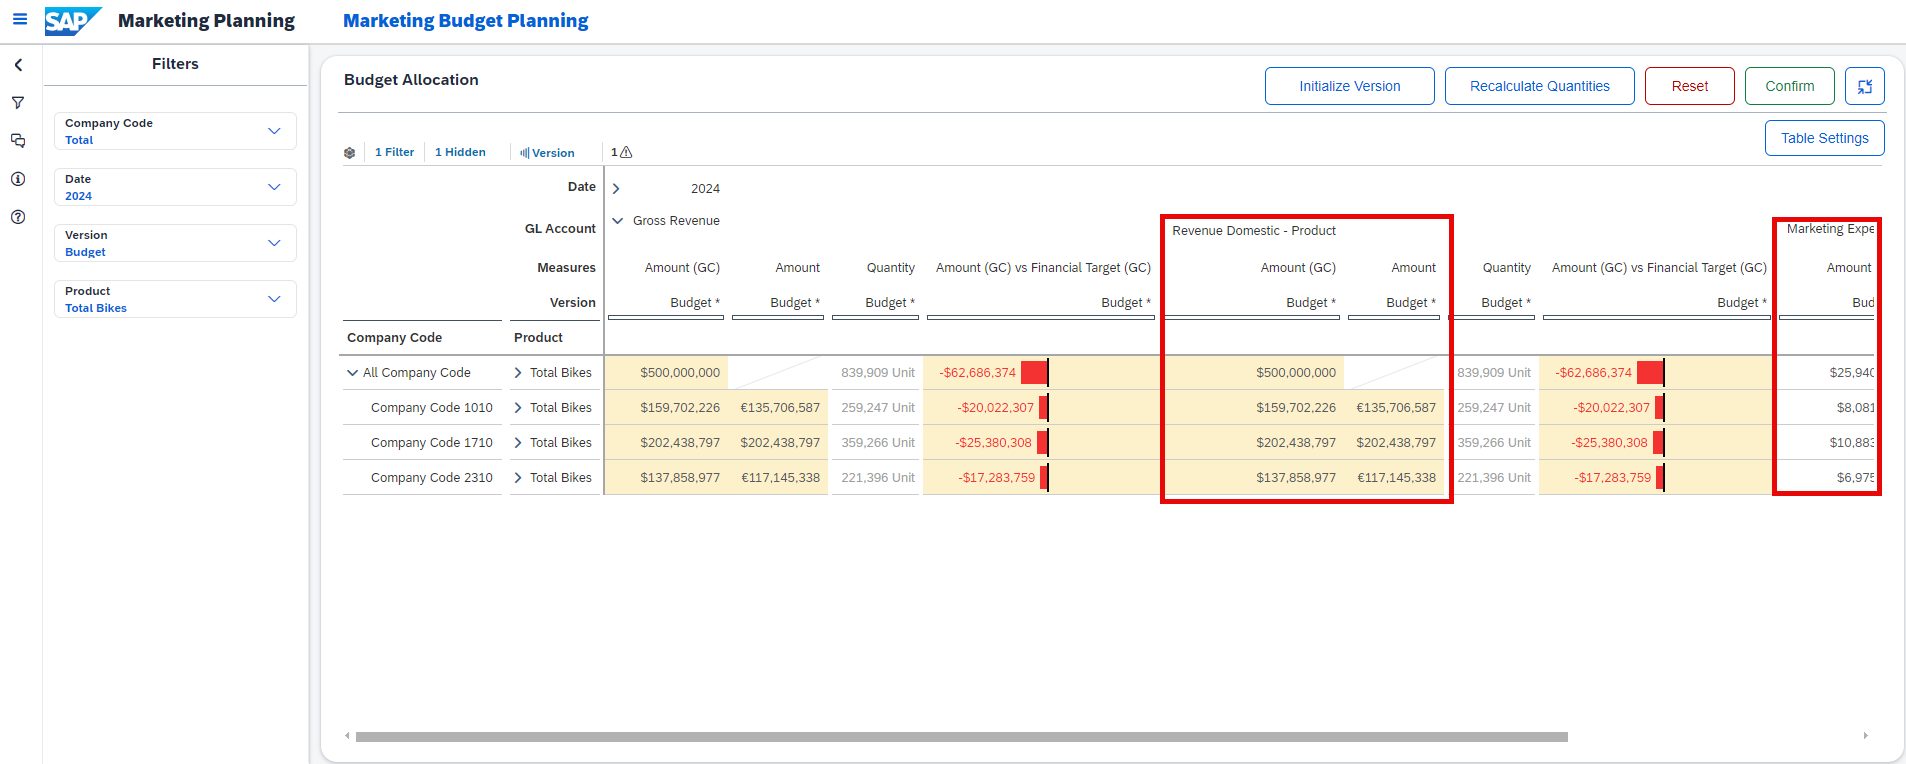 SAP Marketing Planning Marketing Budget Planning
Filters
Company Code
Total
Date
2024
Version
Budget
Product
Total Bikes
Budget Allocation
Initialize Version Recalculate Quantities Reset Confirm
Table Settings
1 Filter 1 Hidden Version 1
Date 2024
GL Account Gross Revenue Revenue Domestic - Product Marketing Expe
Measures Amount (GC) Amount Quantity Amount (GC) vs Financial Target (GC) Amount (GC) Amount Quantity Amount (GC) vs Financial Target (GC) Amount
Version Budget * Budget * Budget * Budget * Budget * Budget * Budget * Budget * Bud
Company Code Product
All Company Code Total Bikes $500,000,000 839,909 Unit -$62,686,374 $500,000,000 839,909 Unit -$62,686,374 $25,940
Company Code 1010 Total Bikes $159,702,226 €135,706,587 259,247 Unit -$20,022,307 $159,702,226 €135,706,587 259,247 Unit -$20,022,307 $8,081
Company Code 1710 Total Bikes $202,438,797 $202,438,797 359,266 Unit -$25,380,308 $202,438,797 $202,438,797 359,266 Unit -$25,380,308 $10,883
Company Code 2310 Total Bikes $137,858,977 €117,145,338 221,396 Unit -$17,283,759 $137,858,977 €117,145,338 221,396 Unit -$17,283,759 $6,975